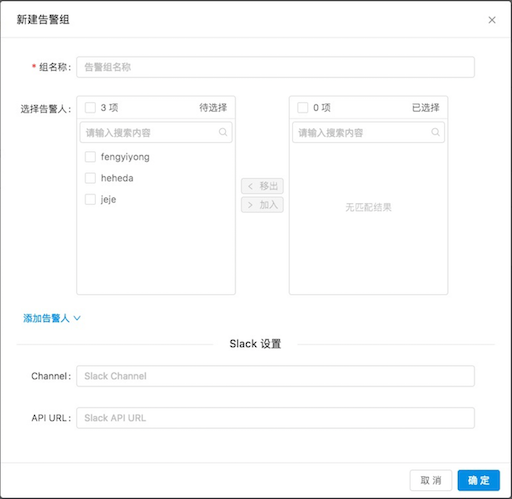 新建告警组
* 组名称:
告警组名称
选择告警人:
3 项
待选择
请输入搜索内容
fengyiyong
heheda
jeje
< 移出
> 加入
0 项
已选择
请输入搜索内容
无匹配结果
添加告警人
Slack 设置
Channel:
Slack Channel
API URL:
Slack API URL
取 消
确 定